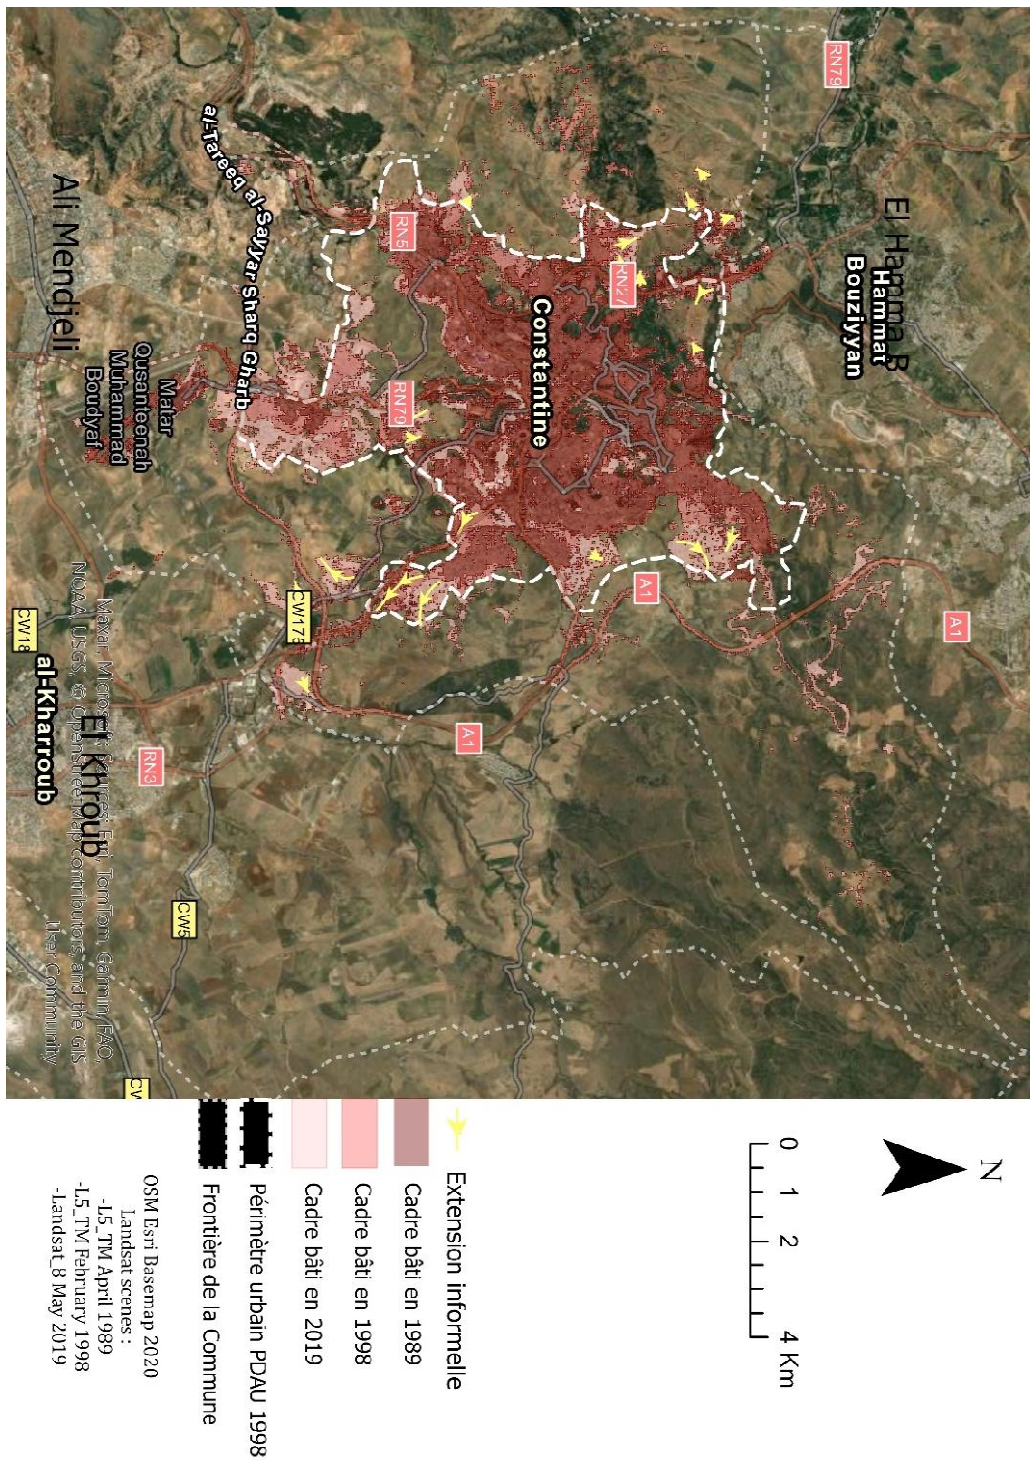 RN79
El Hamma B
Hammat
Bouziyyan
A1
A1
A1
RN27
RN5
RN79
Constantine
al-Tareeq al-Sayyar Sharq Gharb
Ali Mendjeli
Matar
Qusanteenah
Muhammad
Boudyaf
CW175
CW18
al-Kharroub
El Khroub
RN3
CW5
CW
Maxar, Microsoft, Sources: Esri, TomTom, Garmin, FAO,
NOAA, USGS, © OpenStreetMap contributors, and the GIS
User Community
N
0 1 2 4 Km
Extension informelle
Cadre bâti en 1989
Cadre bâti en 1998
Cadre bâti en 2019
Périmètre urbain PDAU 1998
Frontière de la Commune
OSM Esri Basemap 2020
Landsat scenes :
-L5_TM April 1989
-L5_TM February 1998
-Landsat_8 May 2019